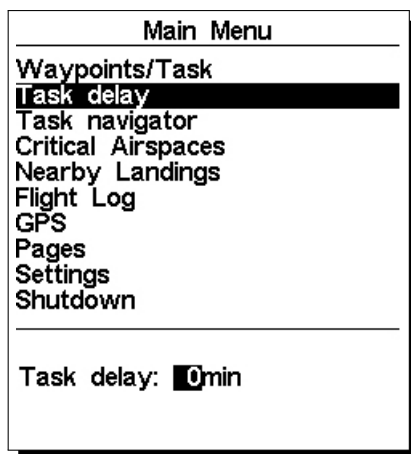 Main Menu
Waypoints/Task
Task delay
Task navigator
Critical Airspaces
Nearby Landings
Flight Log
GPS
Pages
Settings
Shutdown
Task delay: 0min